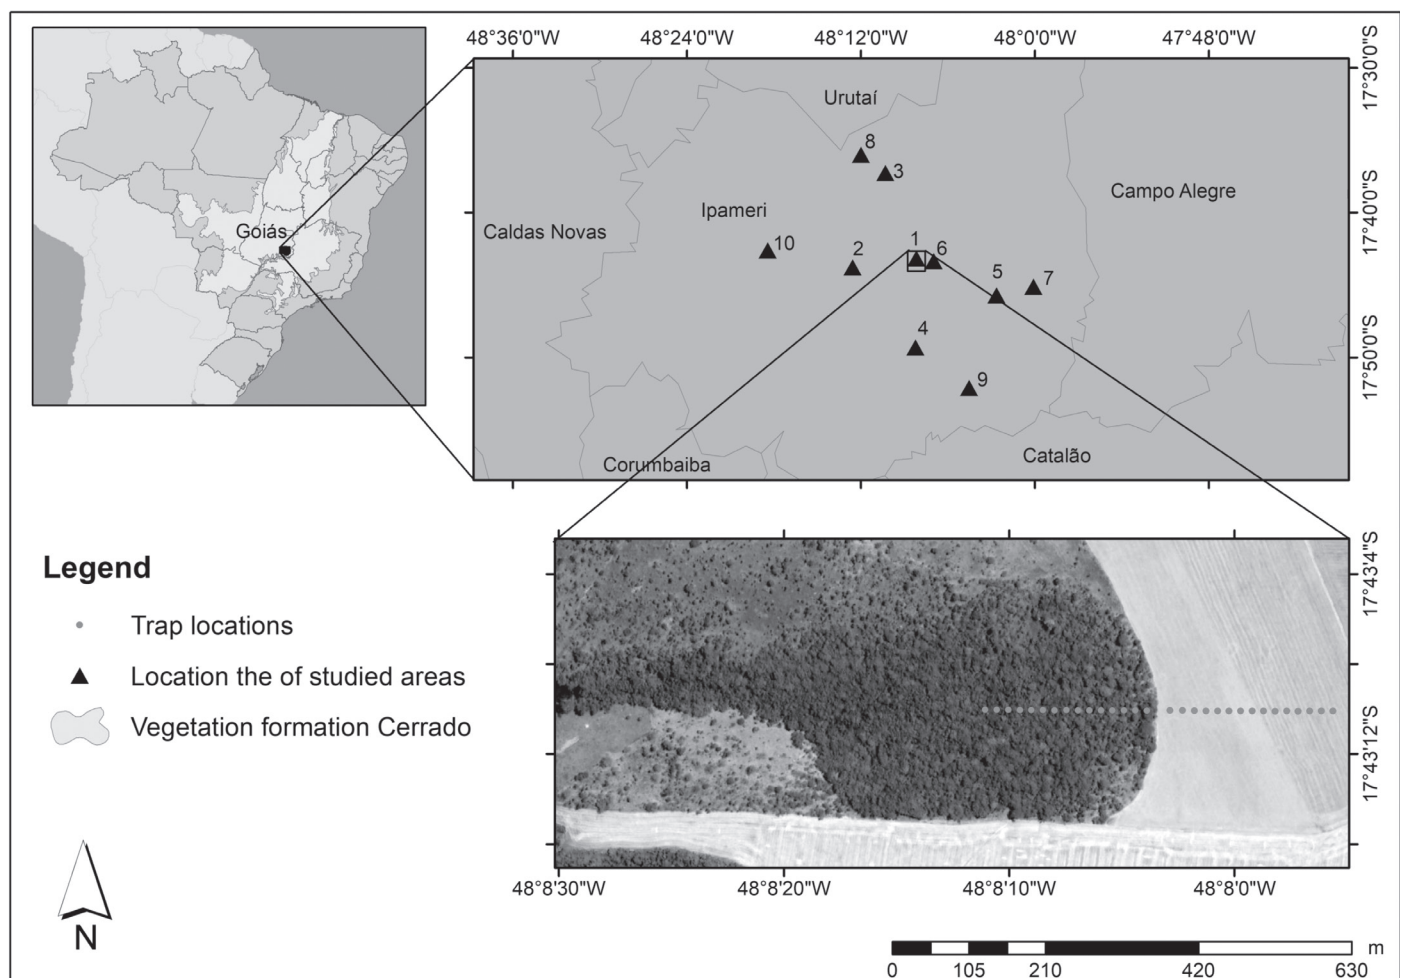 48°36'0"W 48°24'0"W 48°12'0"W 48°0'0"W 47°48'0"W
17°30'0"S
17°40'0"S
17°50'0"S
Goiás
Urutaí
8
3
Campo Alegre
Ipameri
Caldas Novas
10
2
1
6
5
7
4
9
Corumbaiba
Catalão
Legend
Trap locations
Location the of studied areas
Vegetation formation Cerrado
N
17°43'4"S
17°43'12"S
48°8'30"W 48°8'20"W 48°8'10"W 48°8'0"W
m
0 105 210 420 630